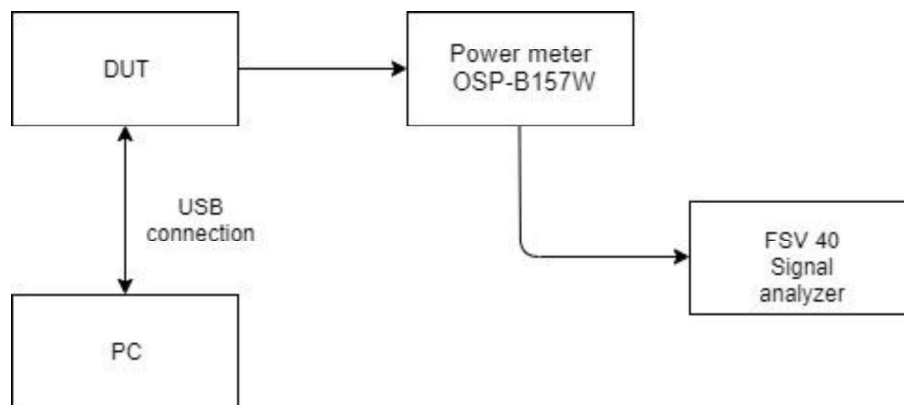 DUT
Power meter
OSP-B157W
USB
connection
FSV 40
Signal
analyzer
PC